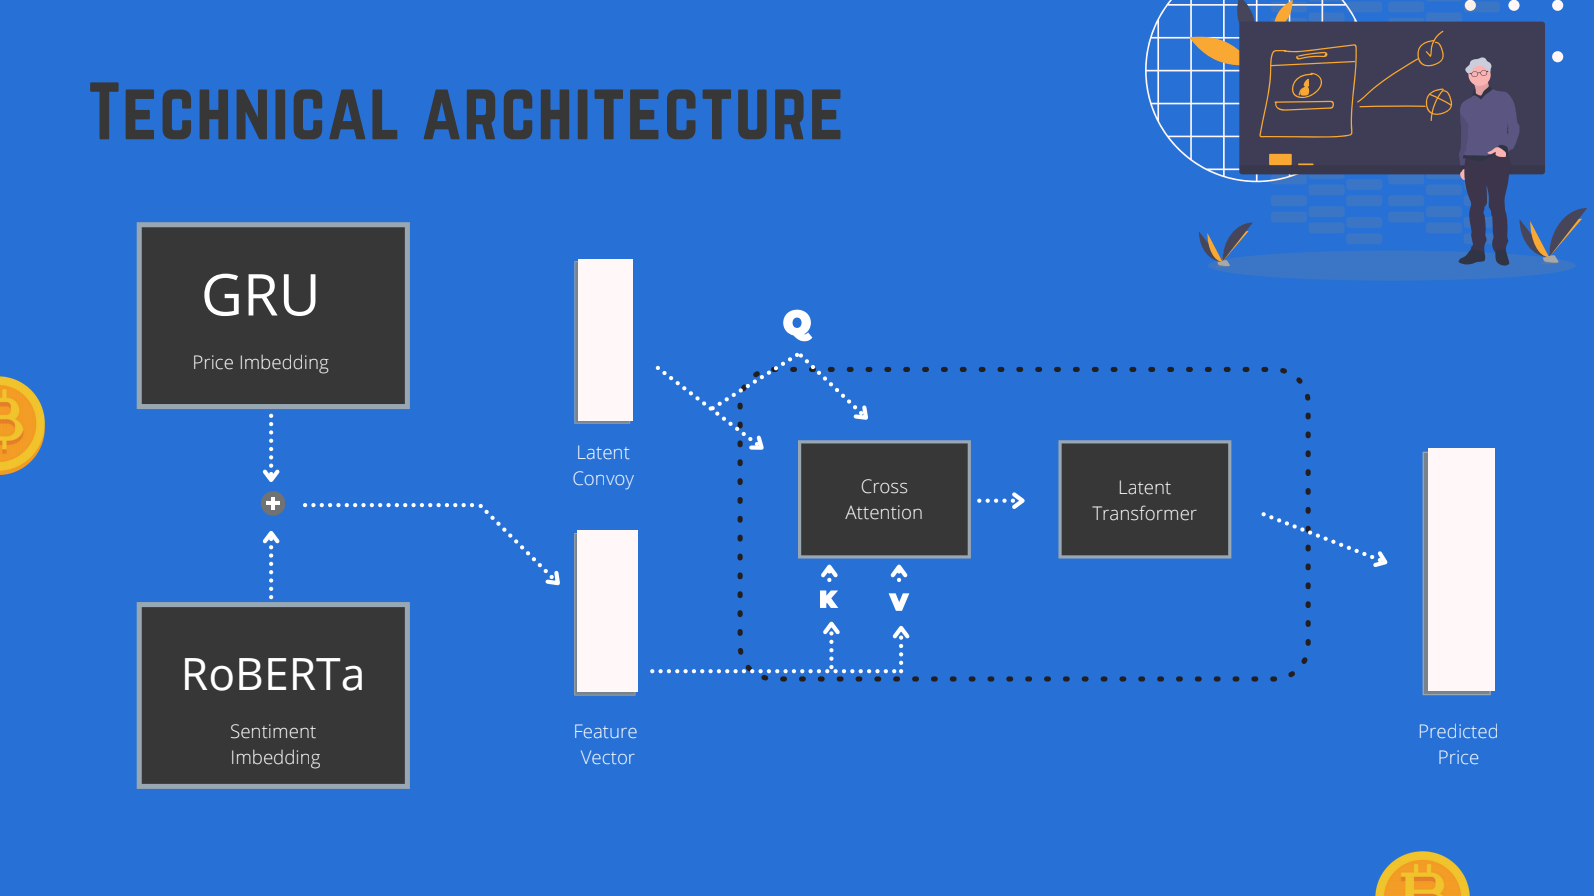 Technical architecture
GRU
Price Imbedding
RoBERTa
Sentiment
Imbedding
Latent
Convoy
Feature
Vector
Q
Cross
Attention
K
V
Latent
Transformer
Predicted
Price